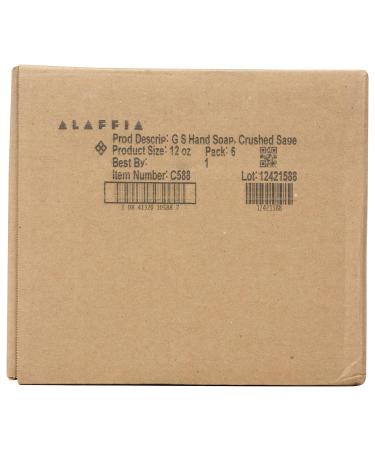 ALAFFIA
Prod Descrip: G S Hand Soap, Crushed Sage
Product Size: 12 oz Pack: 6
Best By: 1
Item Number: C588 Lot: 12421588
12421588